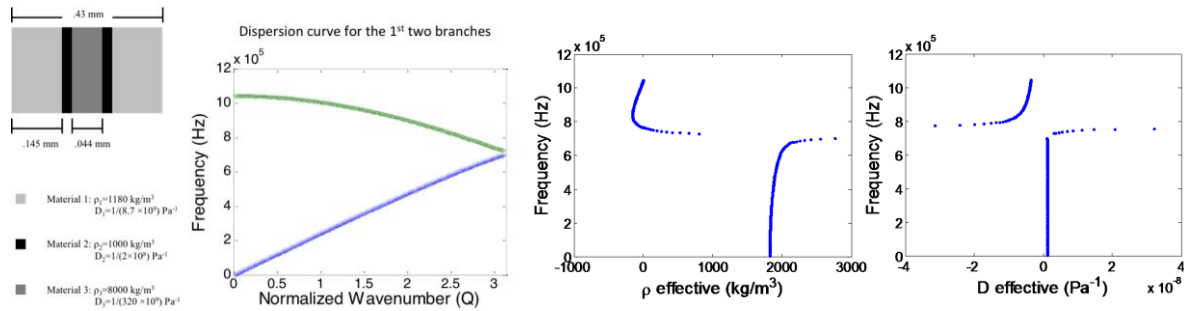 .43 mm
.145 mm
.044 mm
Material 1: ρ₁=1180 kg/m³
D₁=1/(8.7 ×10⁹) Pa⁻¹
Material 2: ρ₂=1000 kg/m³
D₂=1/(2×10⁸) Pa⁻¹
Material 3: ρ₃=8000 kg/m³
D₃=1/(320 ×10⁹) Pa⁻¹
Dispersion curve for the 1st two branches
12 x 10⁵
10
8
6
4
2
0
Frequency (Hz)
0 0.5 1.0 1.5 2.0 2.5 3.0
Normalized Wavenumber (Q)
12 x 10⁵
10
8
6
4
2
0
Frequency (Hz)
-1000 0 1000 2000 3000
ρ effective (kg/m³)
12 x 10⁵
10
8
6
4
2
0
Frequency (Hz)
-4 -2 0 2 4
x 10⁻⁸
D effective (Pa⁻¹)